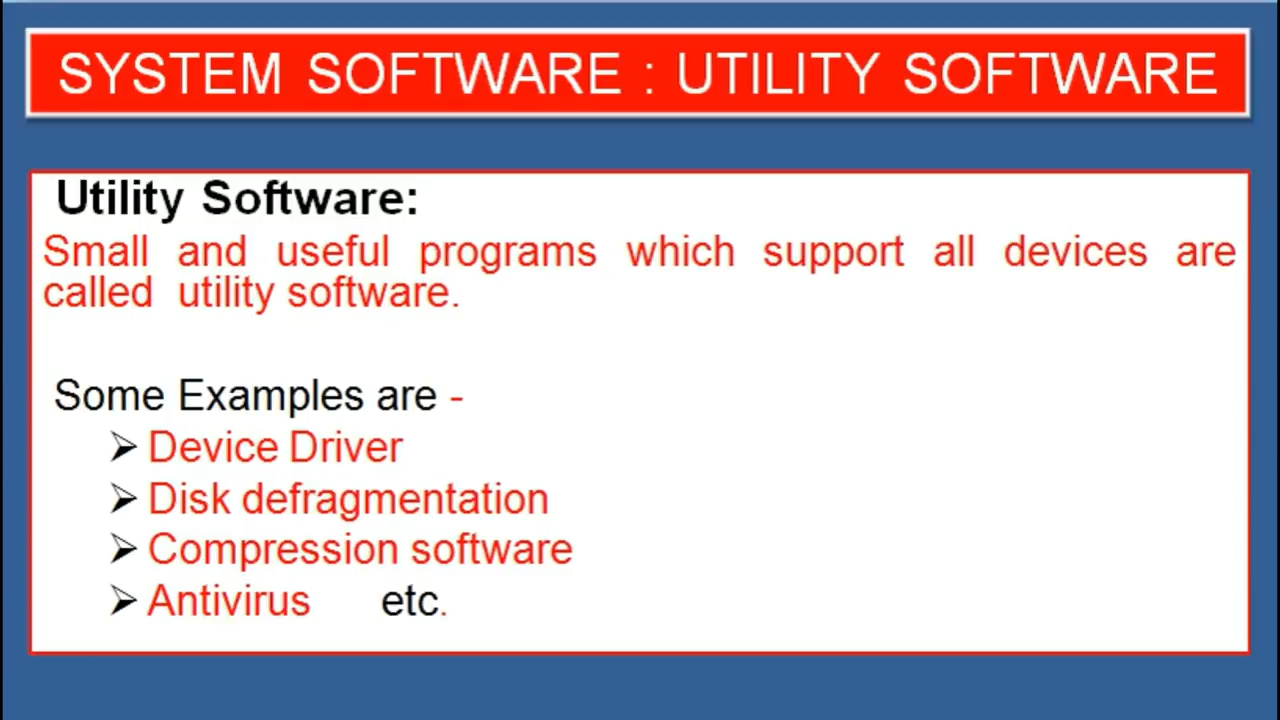 SYSTEM SOFTWARE : UTILITY SOFTWARE
Utility Software:
Small and useful programs which support all devices are
called utility software.
Some Examples are -
➢ Device Driver
➢ Disk defragmentation
➢ Compression software
➢ Antivirus etc.